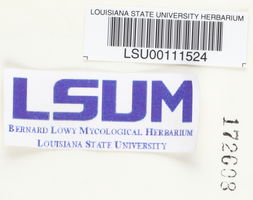 LOUISIANA STATE UNIVERSITY HERBARIUM
LSU00111524
LSUM
BERNARD LOWY MYCOLOGICAL HERBARIUM
LOUISIANA STATE UNIVERSITY
172608